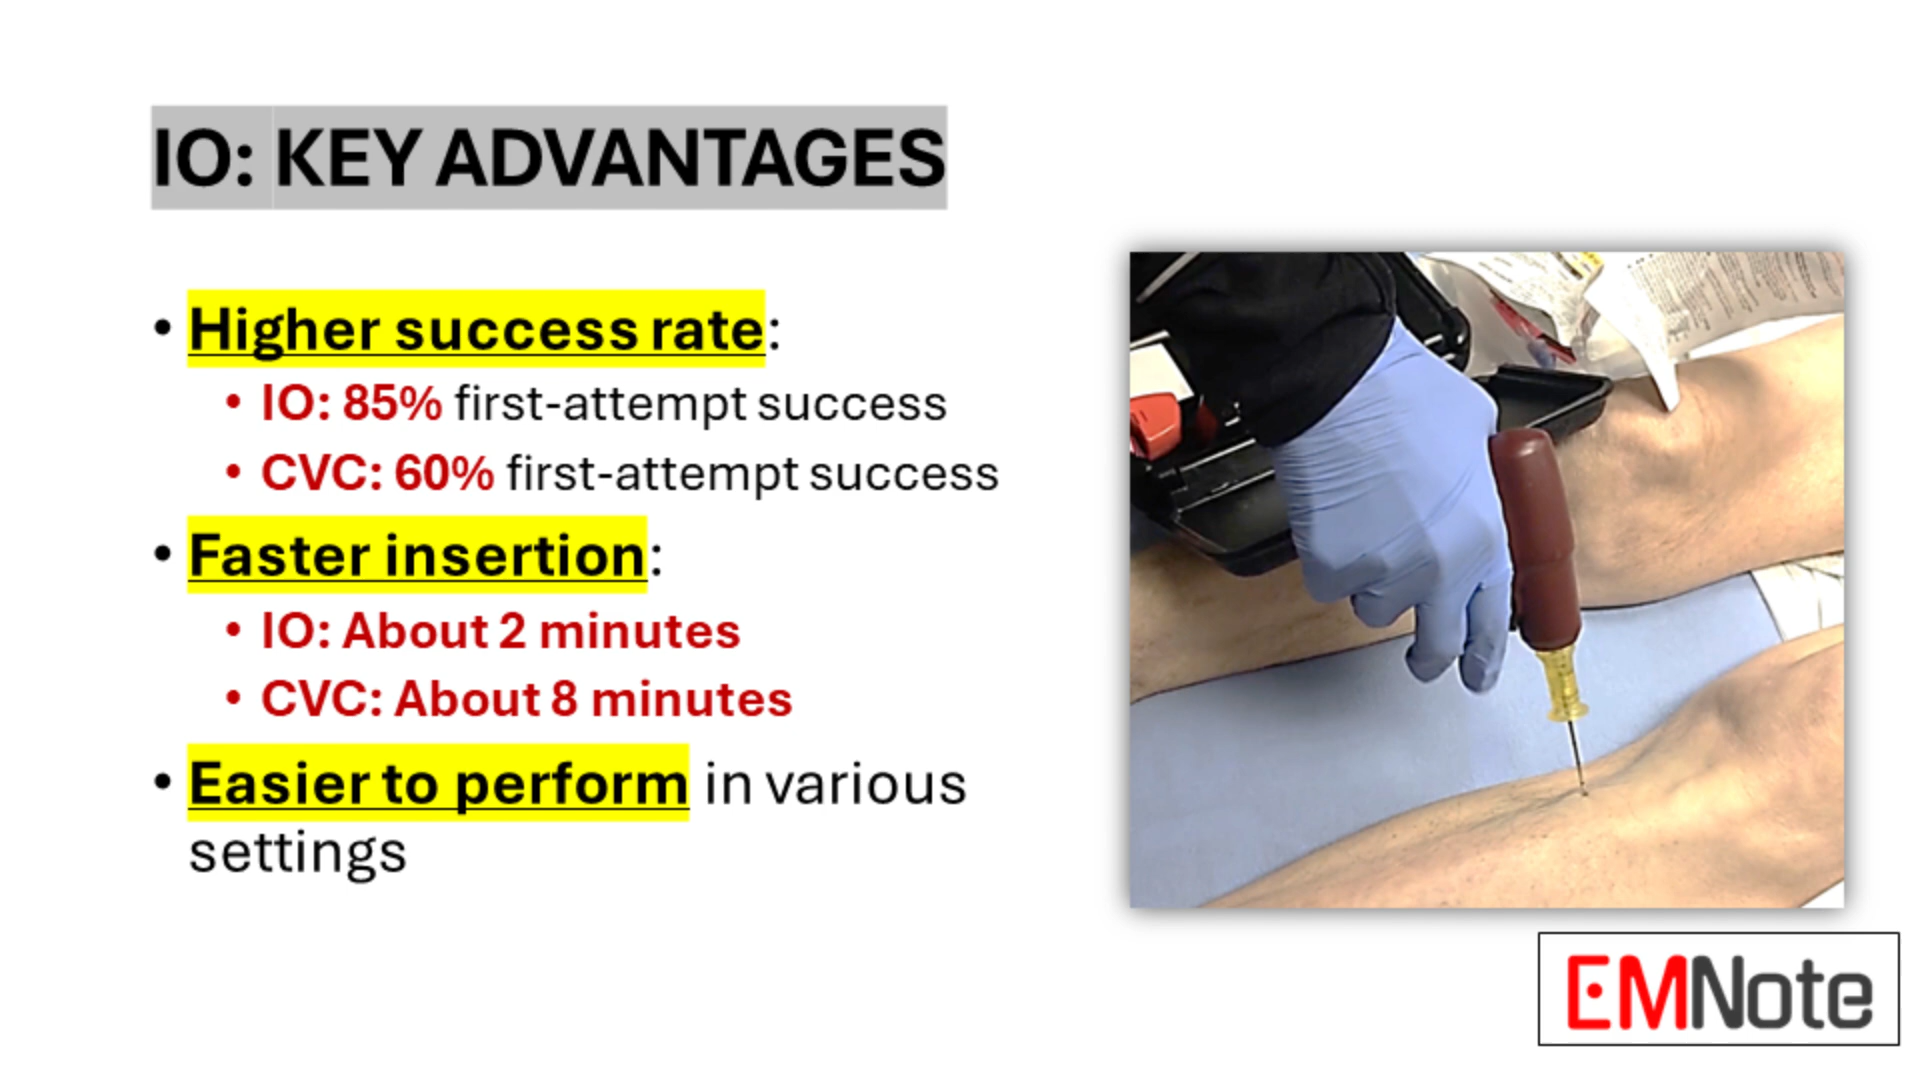 IO: KEY ADVANTAGES
• Higher success rate:
• IO: 85% first-attempt success
• CVC: 60% first-attempt success
• Faster insertion:
• IO: About 2 minutes
• CVC: About 8 minutes
• Easier to perform in various
settings
EMNote